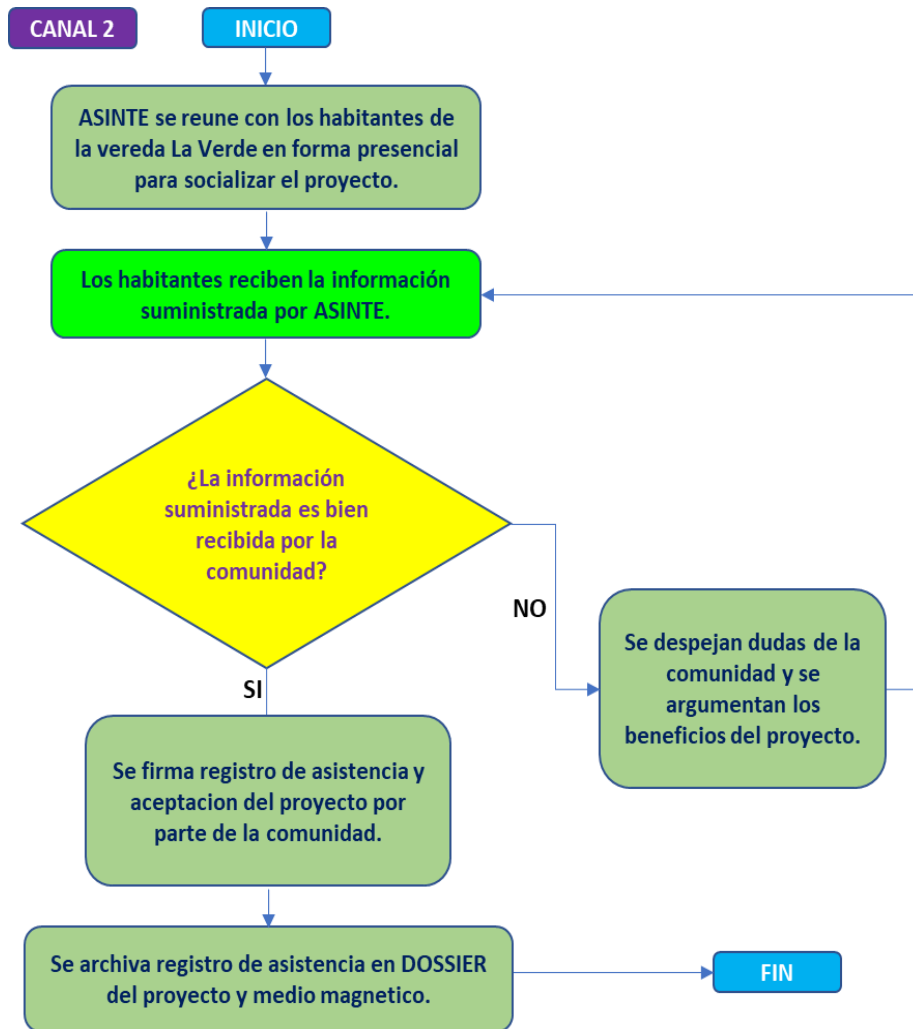 CANAL 2
INICIO
ASINTE se reune con los habitantes de
la vereda La Verde en forma presencial
para socializar el proyecto.
Los habitantes reciben la información
suministrada por ASINTE.
¿La información
suministrada es bien
recibida por la
comunidad?
NO
Se despejan dudas de la
comunidad y se
argumentan los
beneficios del proyecto.
SI
Se firma registro de asistencia y
aceptacion del proyecto por
parte de la comunidad.
Se archiva registro de asistencia en DOSSIER
del proyecto y medio magnetico.
FIN